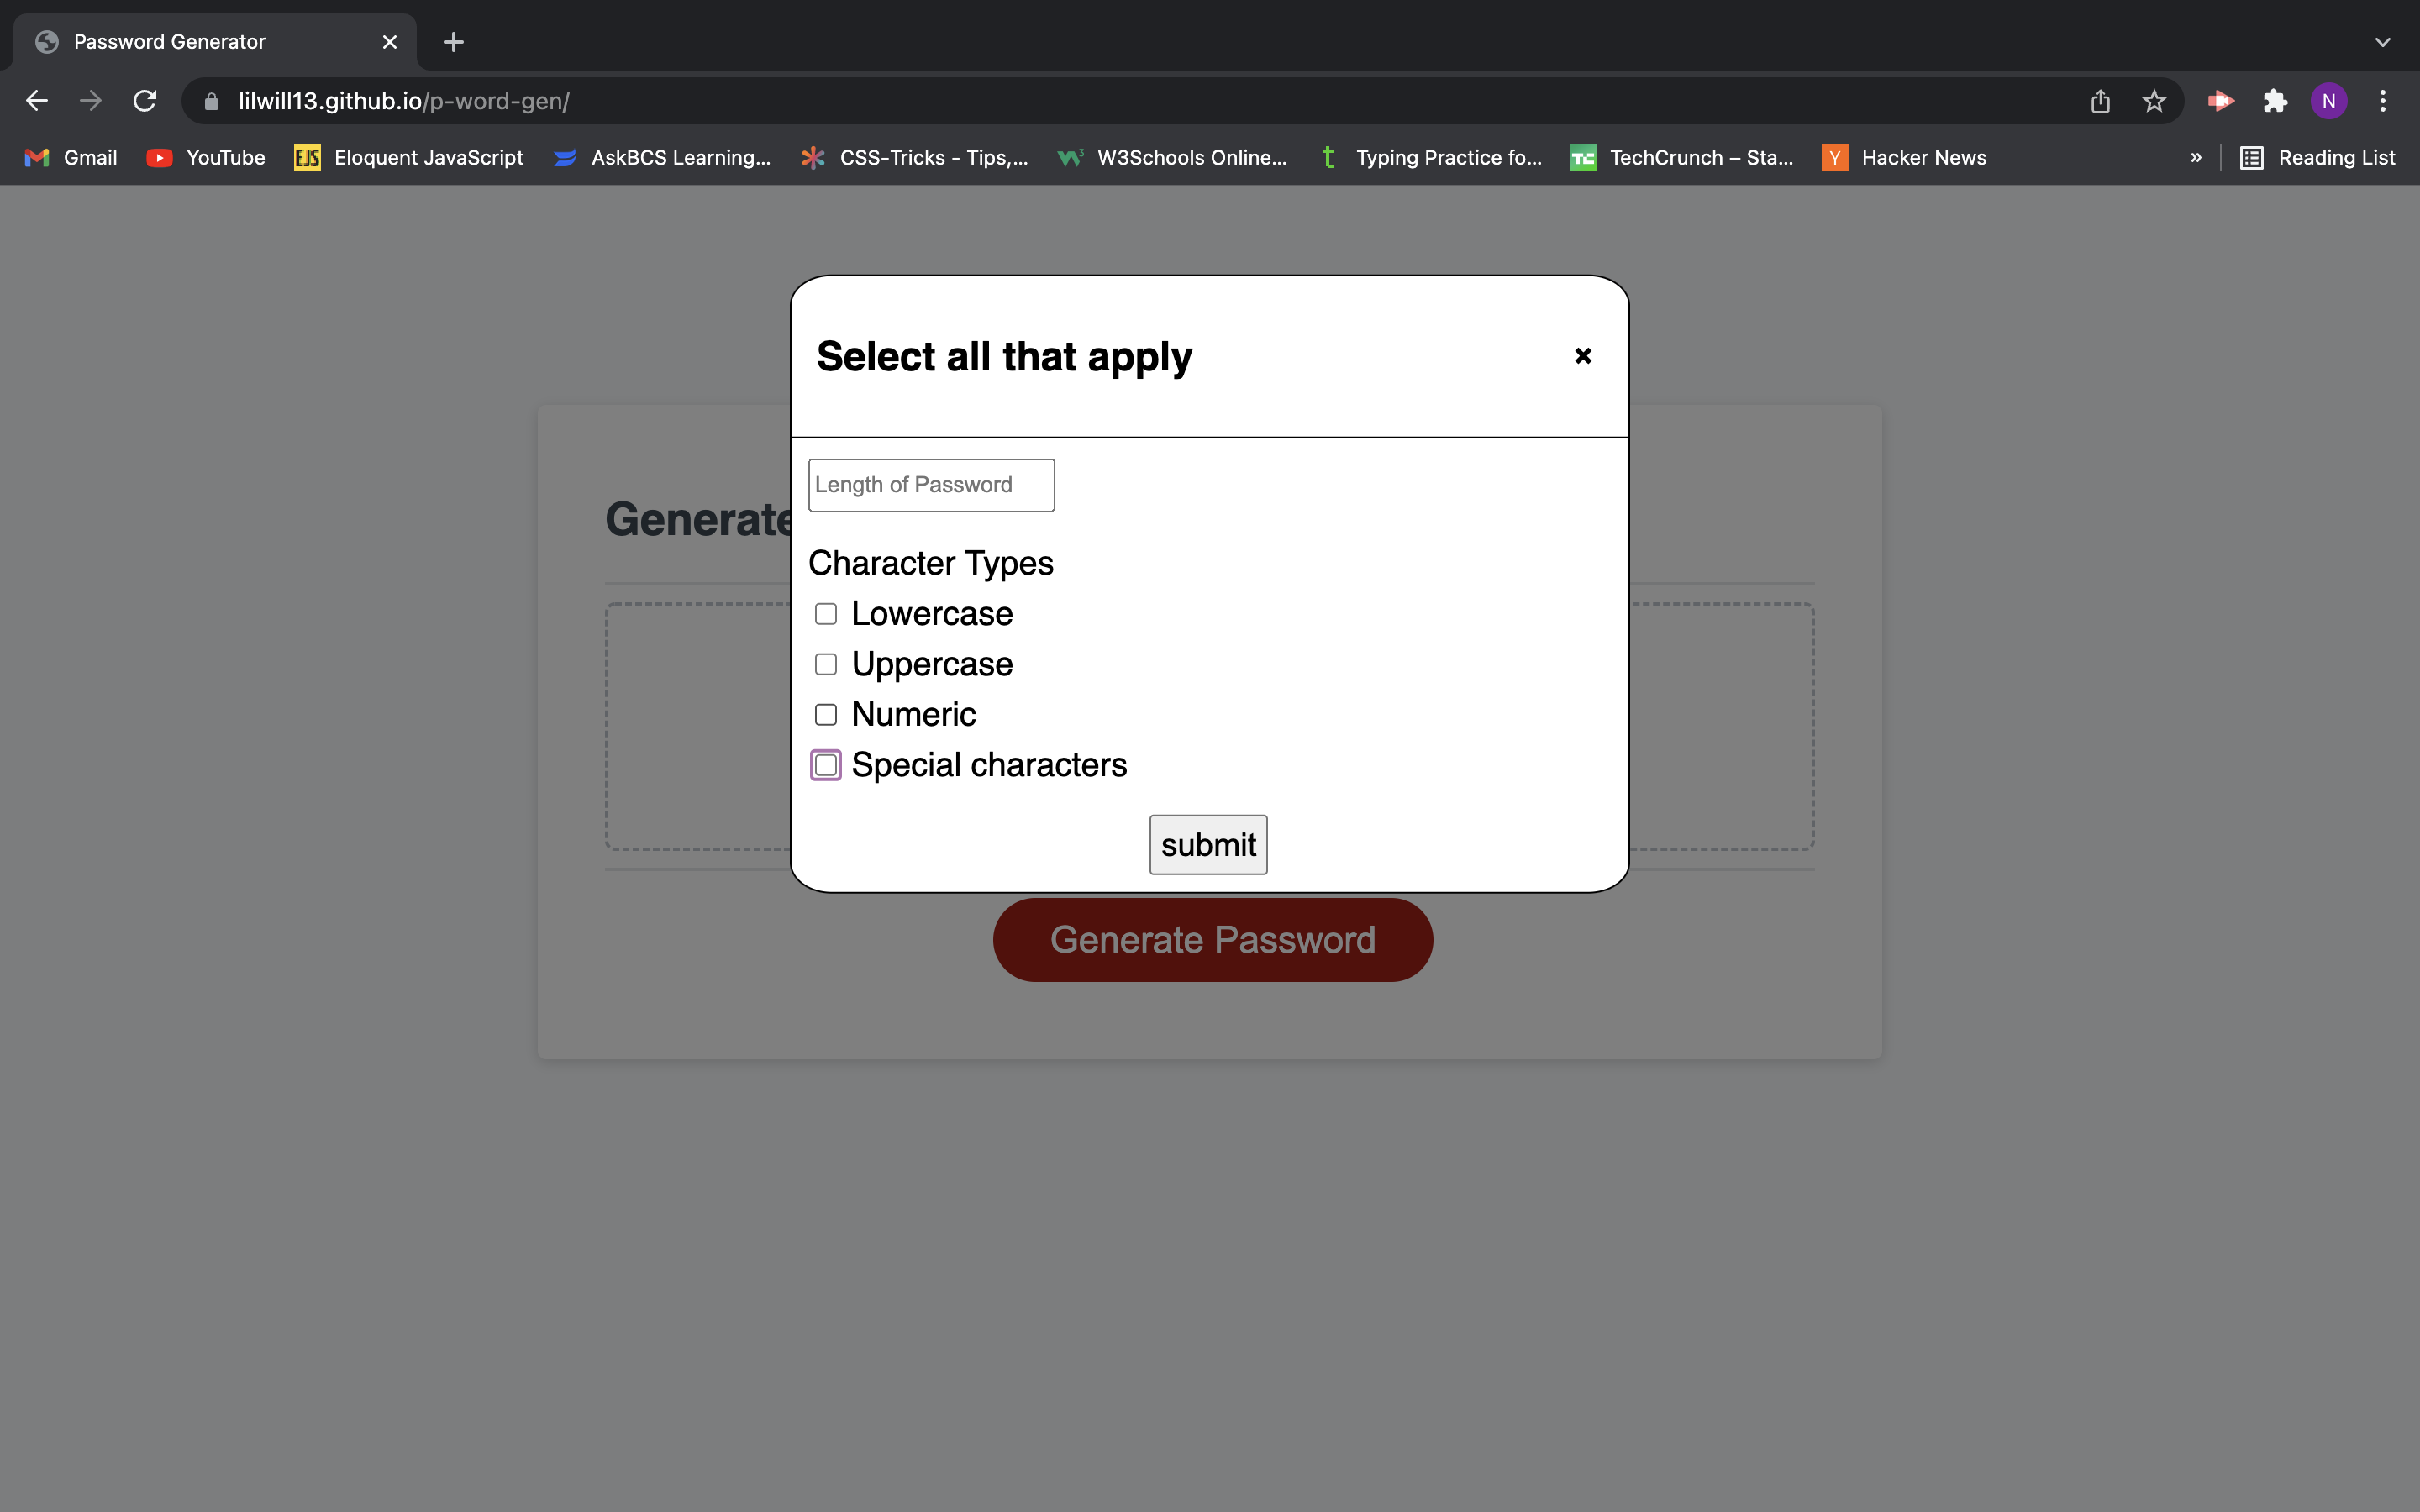 Password Generator
lilwill13.github.io/p-word-gen/
N
Gmail YouTube EJS Eloquent JavaScript AskBCS Learning... CSS-Tricks - Tips,... W3Schools Online... t Typing Practice fo... TC TechCrunch – Sta... Y Hacker News » Reading List
Select all that apply
Length of Password
Generate
Character Types
Lowercase
Uppercase
Numeric
Special characters
submit
Generate Password